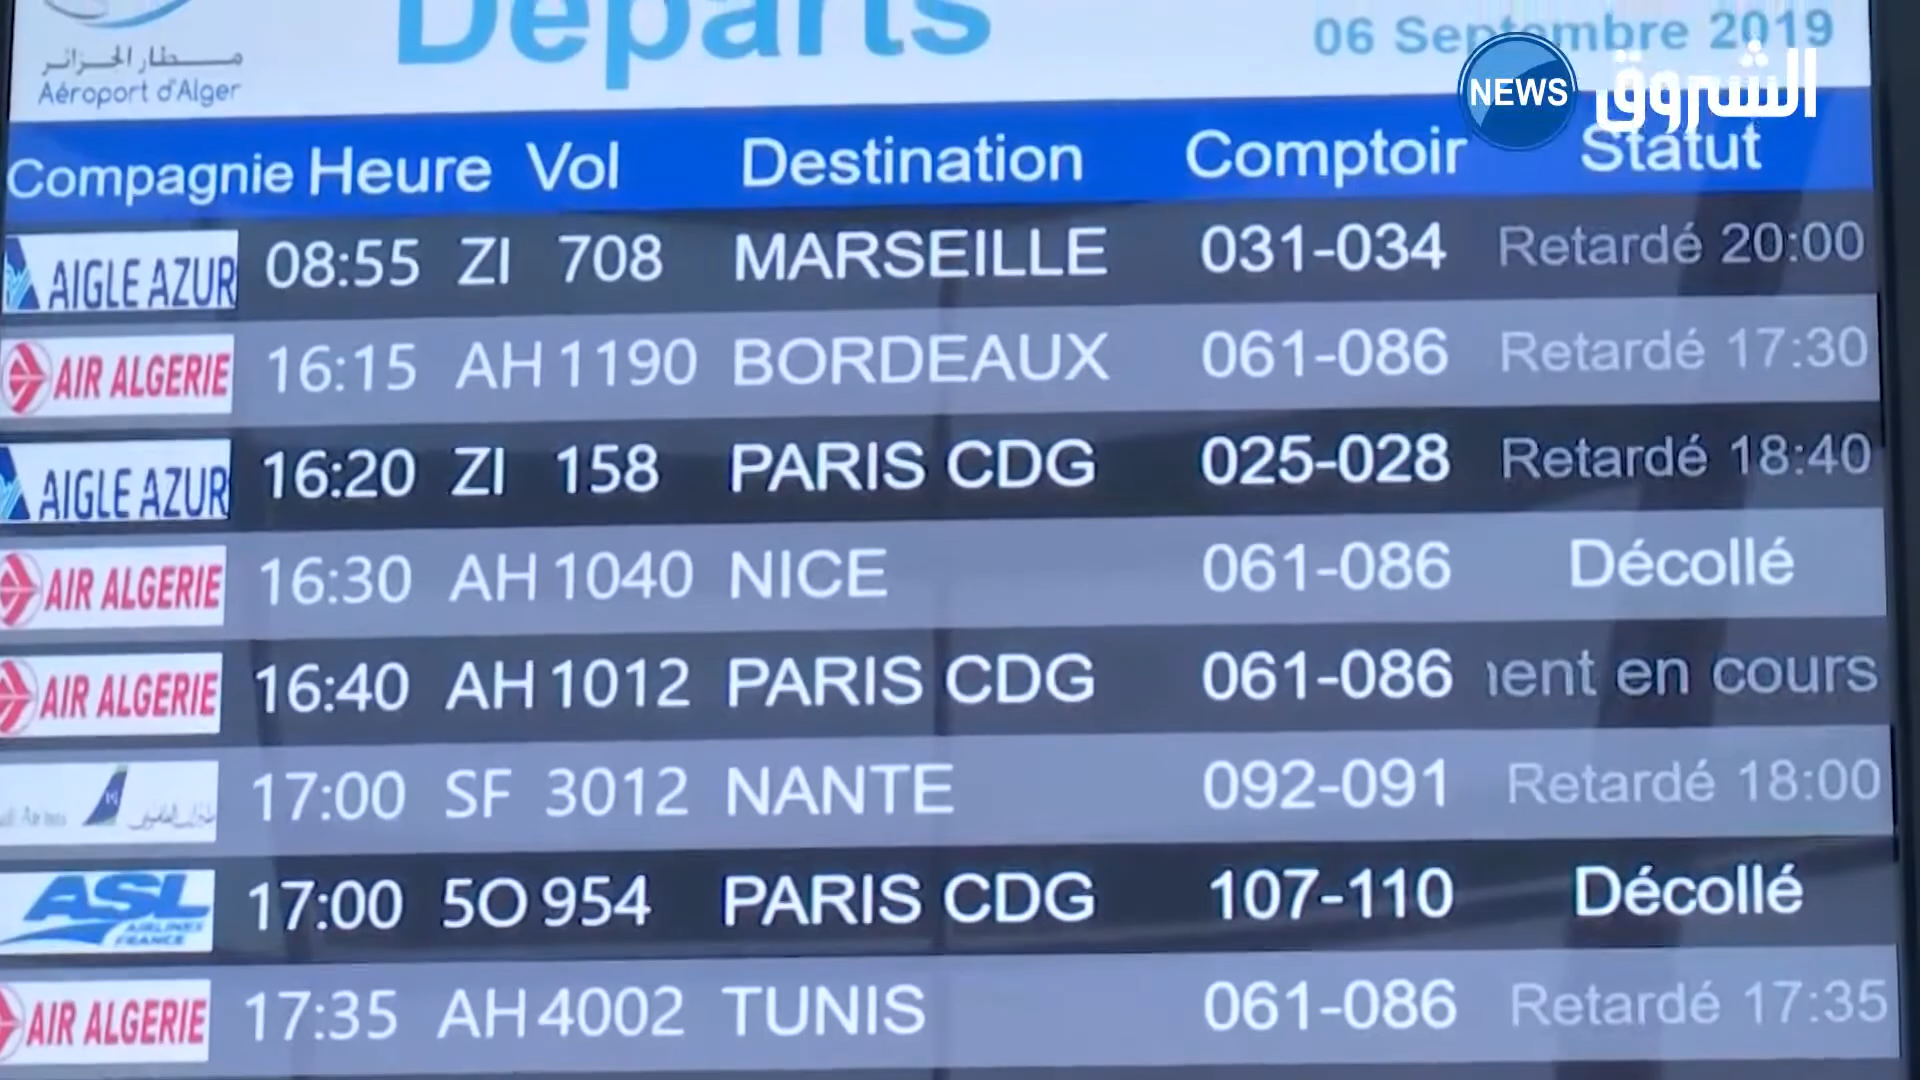 Départs
06 Septembre 2019
مطار الجزائر
Aéroport d'Alger
NEWS الشروق
Compagnie Heure Vol Destination Comptoir Statut
AIGLE AZUR 08:55 ZI 708 MARSEILLE 031-034 Retardé 20:00
AIR ALGERIE 16:15 AH 1190 BORDEAUX 061-086 Retardé 17:30
AIGLE AZUR 16:20 ZI 158 PARIS CDG 025-028 Retardé 18:40
AIR ALGERIE 16:30 AH 1040 NICE 061-086 Décollé
AIR ALGERIE 16:40 AH 1012 PARIS CDG 061-086 ent en cours
17:00 SF 3012 NANTE 092-091 Retardé 18:00
ASL AIRLINES FRANCE 17:00 5O 954 PARIS CDG 107-110 Décollé
AIR ALGERIE 17:35 AH 4002 TUNIS 061-086 Retardé 17:35